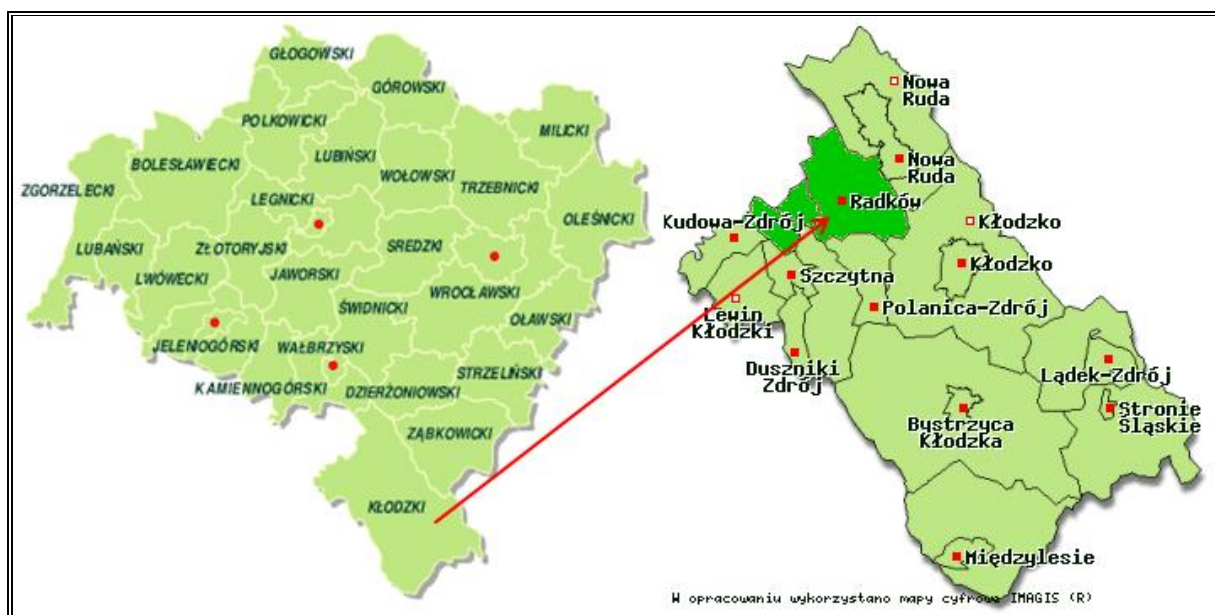 GŁOGOWSKI
GÓROWSKI
POLKOWICKI
MILICKI
LUBIŃSKI
BOLESŁAWIECKI
WOŁOWSKI
ZGORZELECKI
TRZEBNICKI
LEGNICKI
OLEŚNICKI
LUBAŃSKI
ZŁOTORYJSKI
SREDZKI
LWÓWECKI
JAWORSKI
WROCŁAWSKI
ŚWIDNICKI
OŁAWSKI
JELENIOGÓRSKI
WAŁBRZYSKI
STRZELIŃSKI
KAMIENNOGÓRSKI
DZIERŻONIOWSKI
ZĄBKOWICKI
KŁODZKI
Nowa
Ruda
Nowa
Ruda
Radków
Kudowa-Zdrój
Kłodzko
Kłodzko
Szczytna
Lewin
Kłodzki
Polanica-Zdrój
Duszniki
Zdrój
Lądek-Zdrój
Bystrzyca
Kłodzka
Stronie
Śląskie
Międzylesie
W opracowaniu wykorzystano mapy cyfrowe IMAGIS (R)